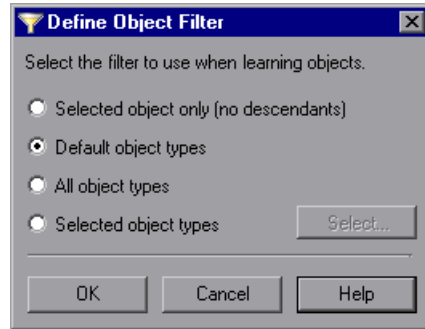 Define Object Filter
Select the filter to use when learning objects.
Selected object only (no descendants)
Default object types
All object types
Selected object types
Select...
OK
Cancel
Help